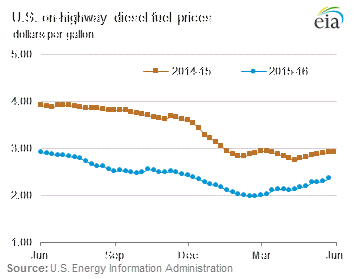 U.S. on-highway diesel fuel prices
dollars per gallon
eia
5.00
2014-15
2015-16
4.00
3.00
2.00
1.00
Jun
Sep
Dec
Mar
Jun
Source: U.S. Energy Information Administration